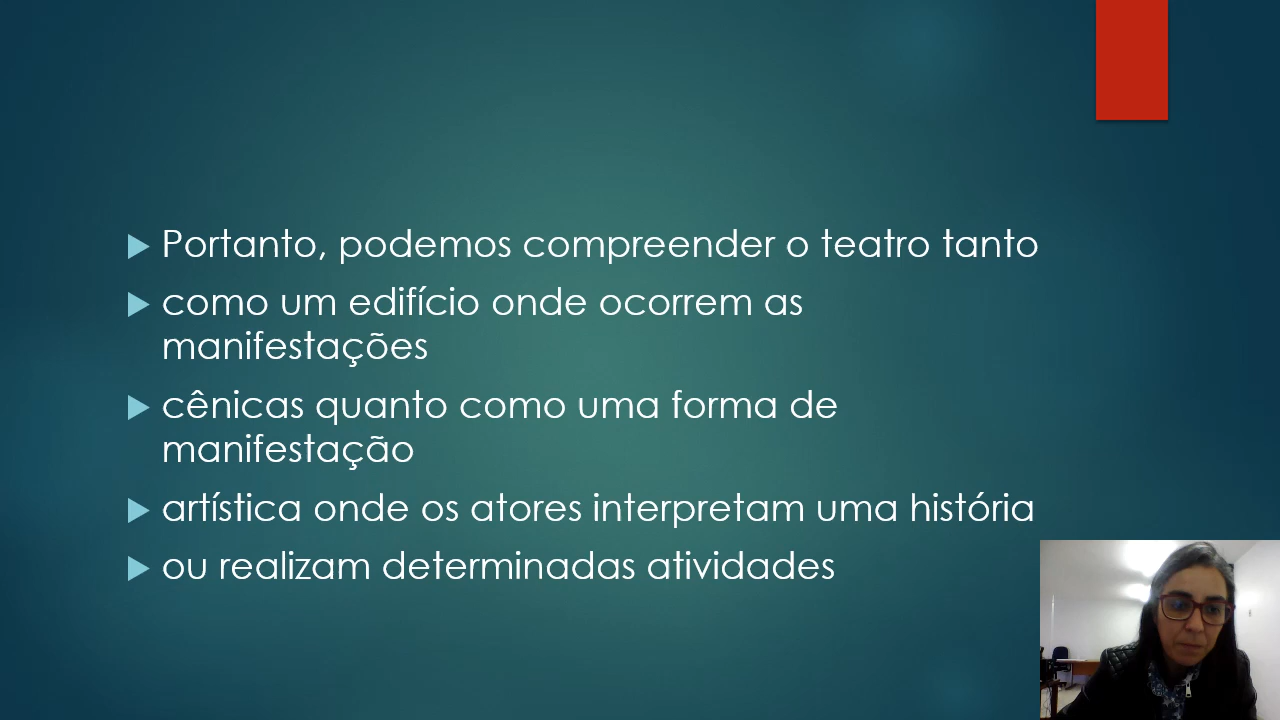 Portanto, podemos compreender o teatro tanto
como um edifício onde ocorrem as
manifestações
cênicas quanto como uma forma de
manifestação
artística onde os atores interpretam uma história
ou realizam determinadas atividades